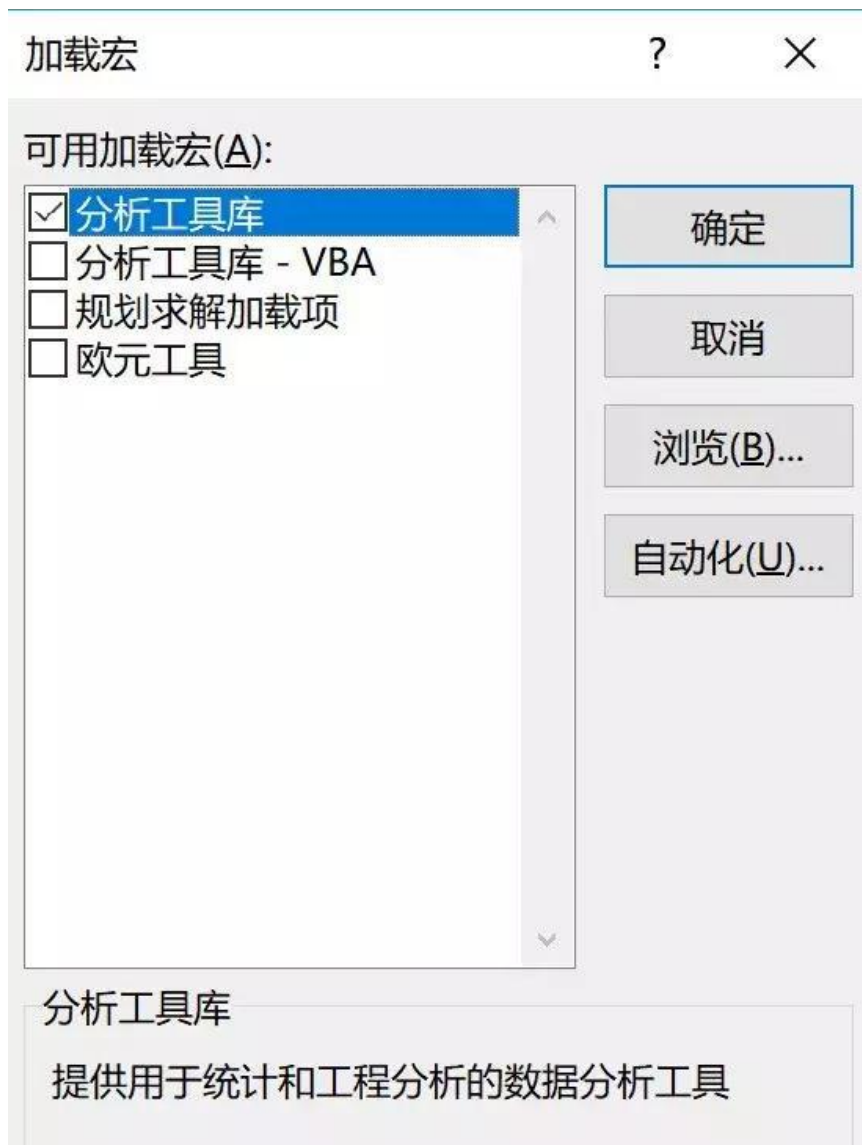 加载宏
?
可用加载宏(A):
分析工具库
分析工具库 - VBA
规划求解加载项
欧元工具
确定
取消
浏览(B)...
自动化(U)...
分析工具库
提供用于统计和工程分析的数据分析工具